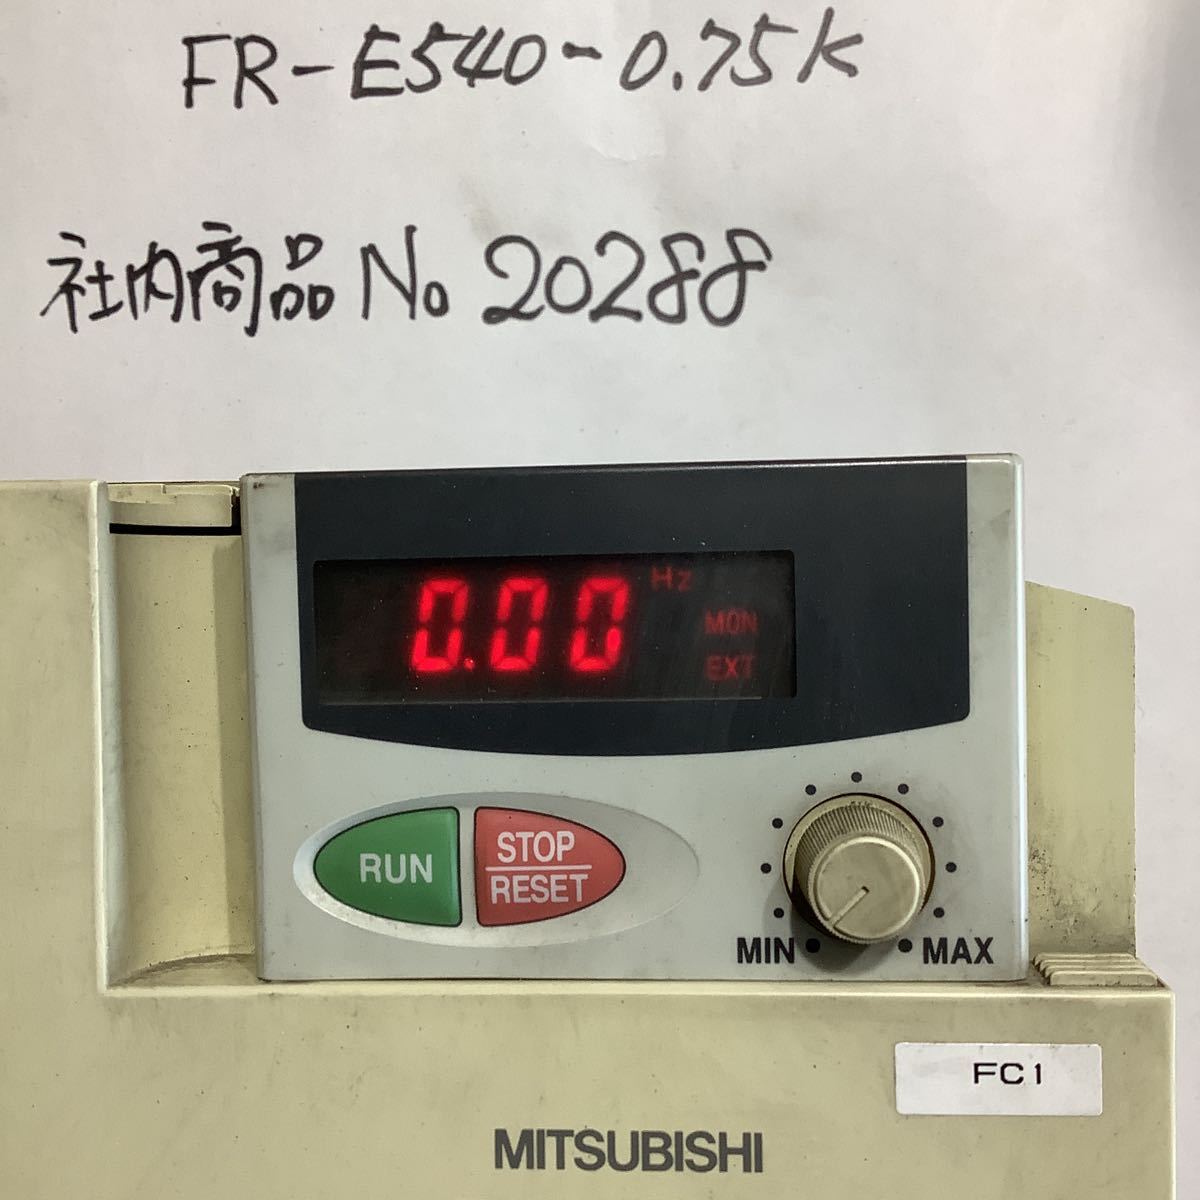 FR-E540-0.75K
社内商品No 20288
0.00 Hz
MON
EXT
RUN
STOP
RESET
MIN MAX
FC1
MITSUBISHI